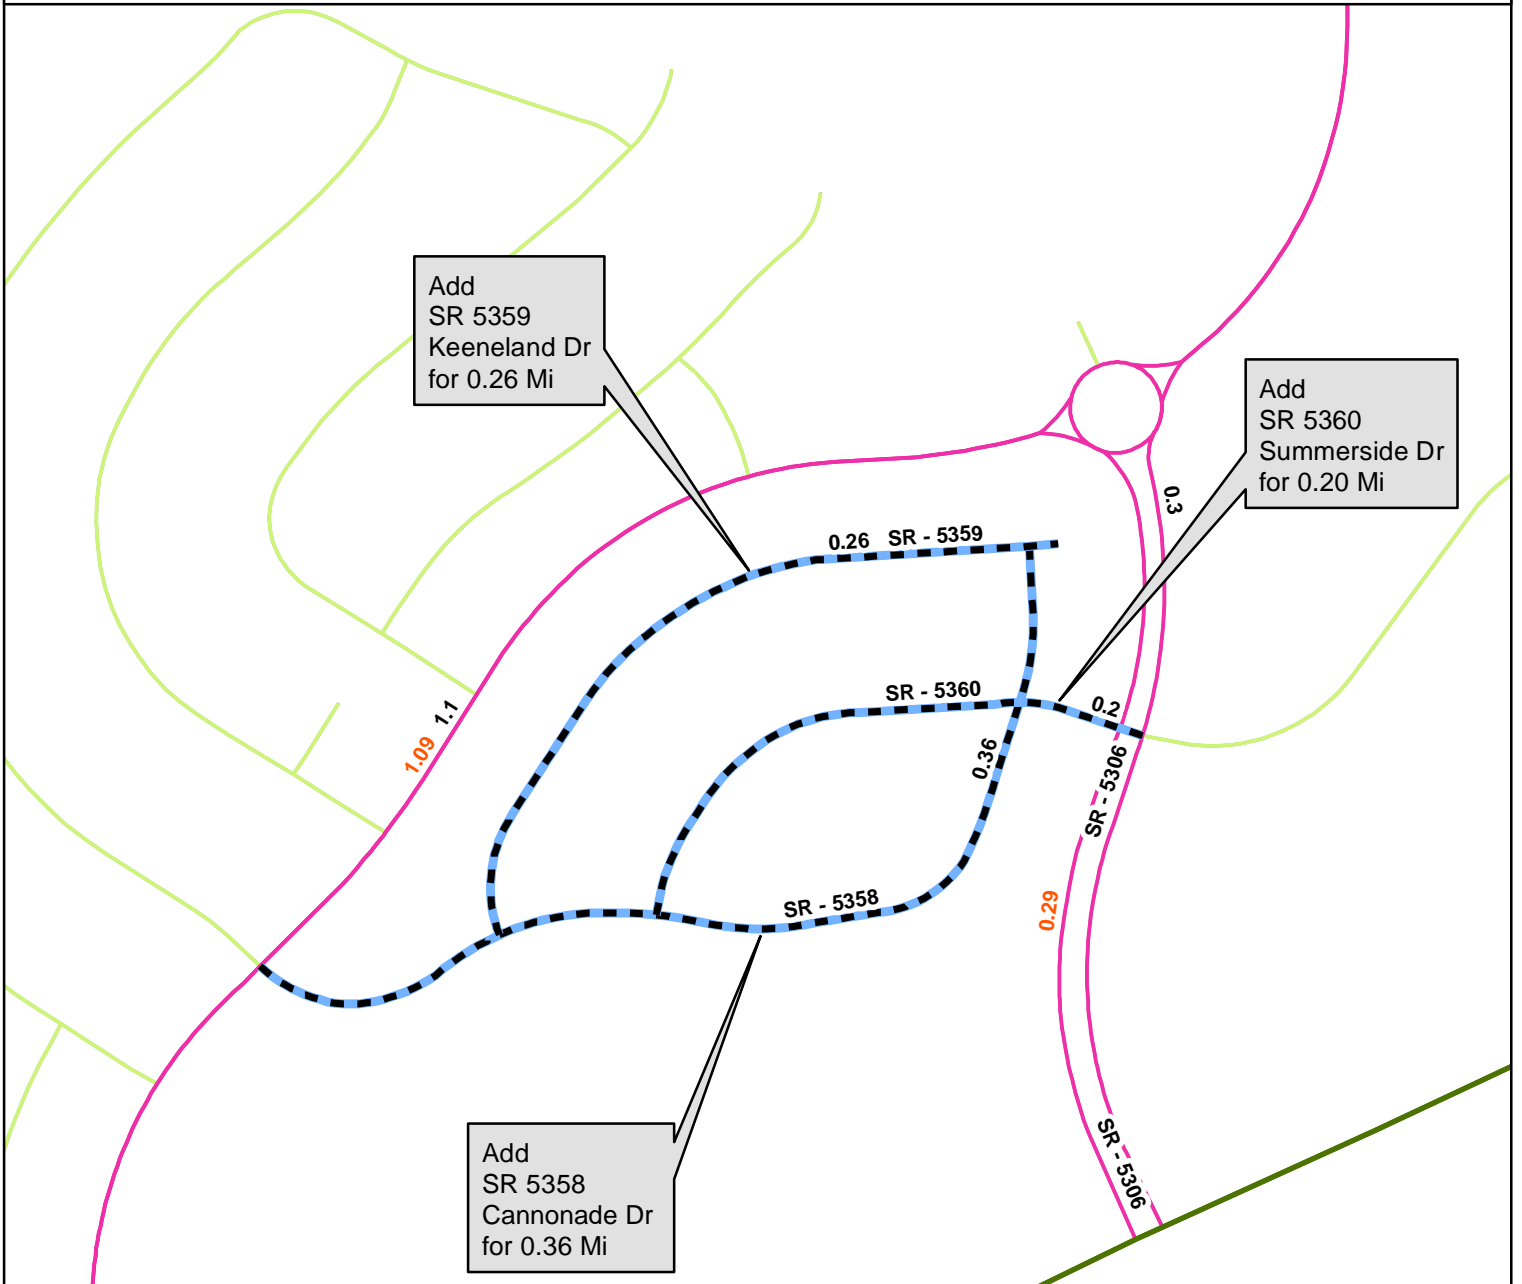 Add
SR 5359
Keeneland Dr
for 0.26 Mi
Add
SR 5360
Summerside Dr
for 0.20 Mi
0.3
0.26 SR - 5359
SR - 5360
0.2
1.1
1.09
0.36
SR - 5306
SR - 5358
0.29
SR - 5306
Add
SR 5358
Cannonade Dr
for 0.36 Mi